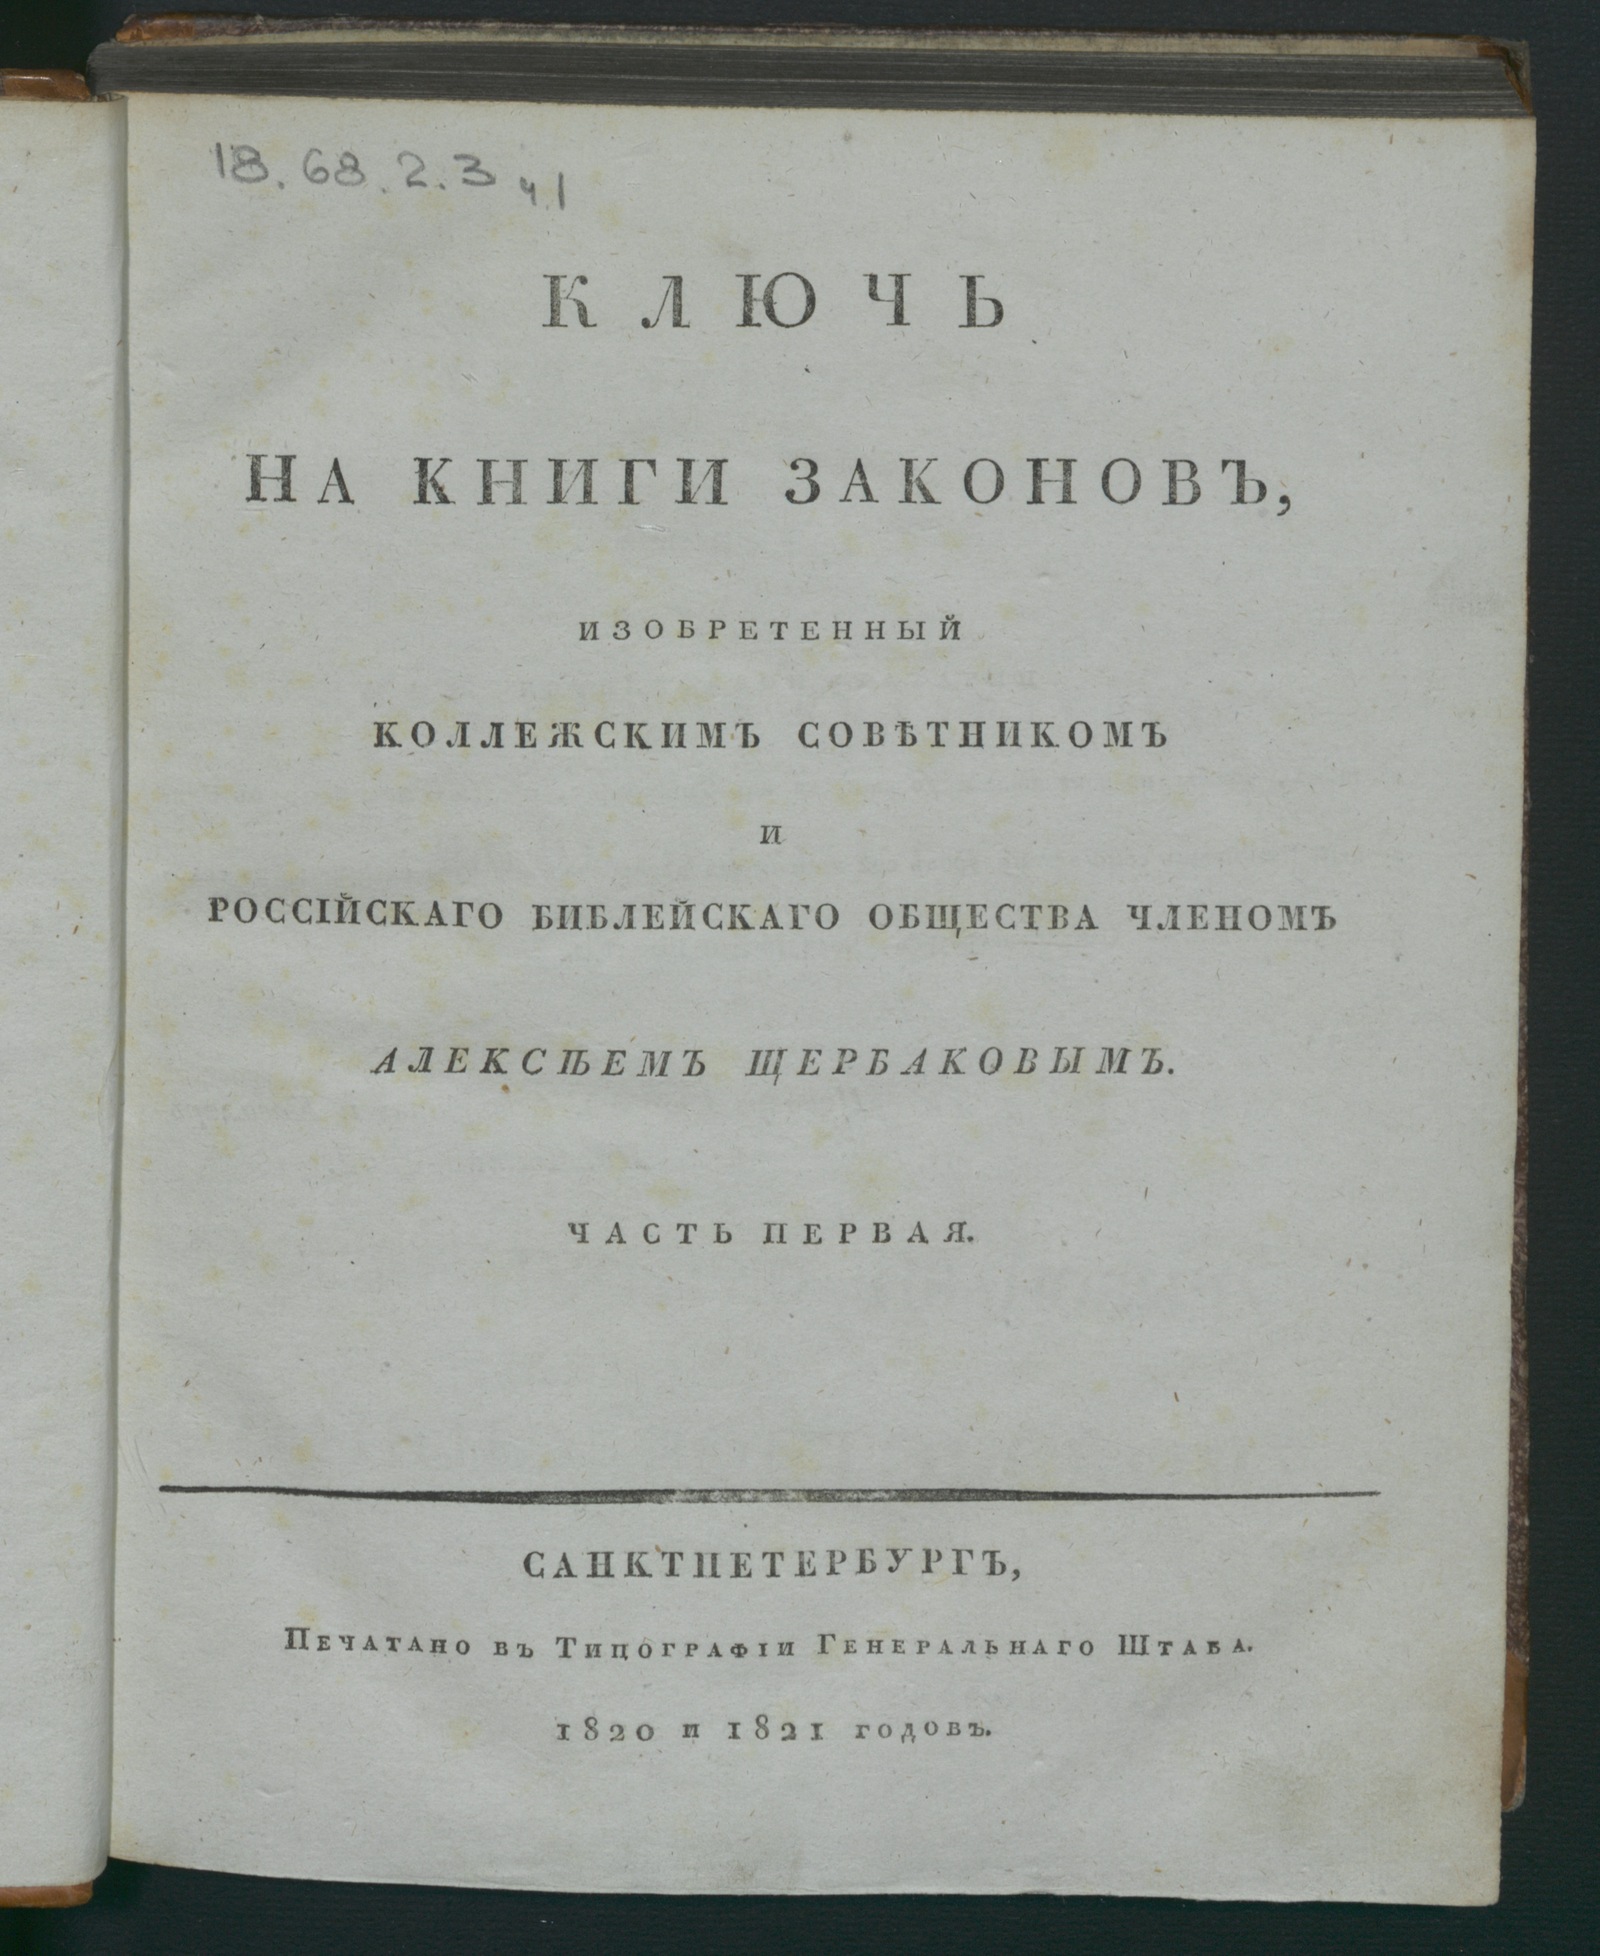 18.68.2.3 ч.1
КЛЮЧЬ
НА КНИГИ ЗАКОНОВЪ,
ИЗОБРЕТЕННЫЙ
КОЛЛЕЖСКИМЪ СОВѢТНИКОМЪ
И
РОССІЙСКАГО БИБЛЕЙСКАГО ОБЩЕСТВА ЧЛЕНОМЪ
АЛЕКСѢЕМЪ ЩЕРБАКОВЫМЪ.
ЧАСТЬ ПЕРВАЯ.
САНКТПЕТЕРБУРГЪ,
Печатано въ Типографіи Генеральнаго Штаба.
1820 и 1821 годовъ.